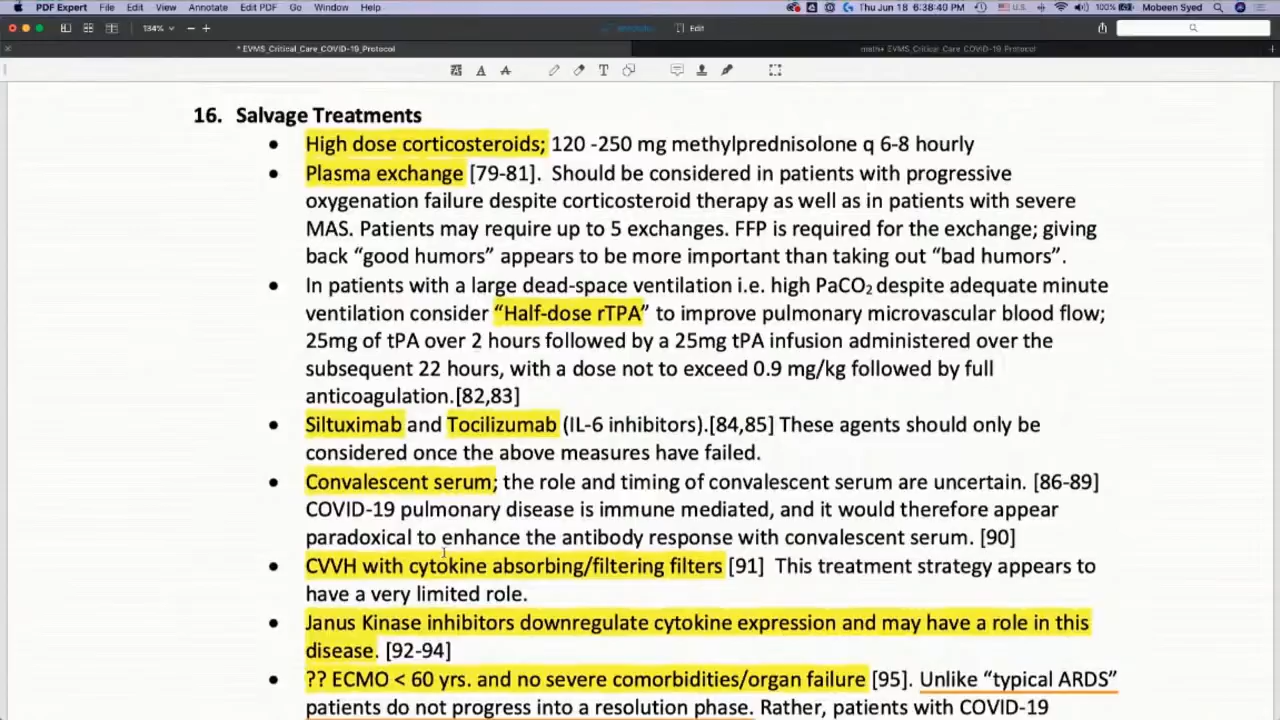 PDF Expert File Edit View Annotate Edit PDF Go Window Help Thu Jun 18 6:38:40 PM U.S. 100% Mobeen Syed
134% Annotate Edit
* EVMS_Critical_Care_COVID-19_Protocol math+ EVMS_Critical_Care_COVID-19_Protocol
16. Salvage Treatments
• High dose corticosteroids; 120 -250 mg methylprednisolone q 6-8 hourly
• Plasma exchange [79-81]. Should be considered in patients with progressive
oxygenation failure despite corticosteroid therapy as well as in patients with severe
MAS. Patients may require up to 5 exchanges. FFP is required for the exchange; giving
back “good humors” appears to be more important than taking out “bad humors”.
• In patients with a large dead-space ventilation i.e. high PaCO₂ despite adequate minute
ventilation consider “Half-dose rTPA” to improve pulmonary microvascular blood flow;
25mg of tPA over 2 hours followed by a 25mg tPA infusion administered over the
subsequent 22 hours, with a dose not to exceed 0.9 mg/kg followed by full
anticoagulation.[82,83]
• Siltuximab and Tocilizumab (IL-6 inhibitors).[84,85] These agents should only be
considered once the above measures have failed.
• Convalescent serum; the role and timing of convalescent serum are uncertain. [86-89]
COVID-19 pulmonary disease is immune mediated, and it would therefore appear
paradoxical to enhance the antibody response with convalescent serum. [90]
• CVVH with cytokine absorbing/filtering filters [91] This treatment strategy appears to
have a very limited role.
• Janus Kinase inhibitors downregulate cytokine expression and may have a role in this
disease. [92-94]
• ?? ECMO < 60 yrs. and no severe comorbidities/organ failure [95]. Unlike “typical ARDS”
patients do not progress into a resolution phase. Rather, patients with COVID-19